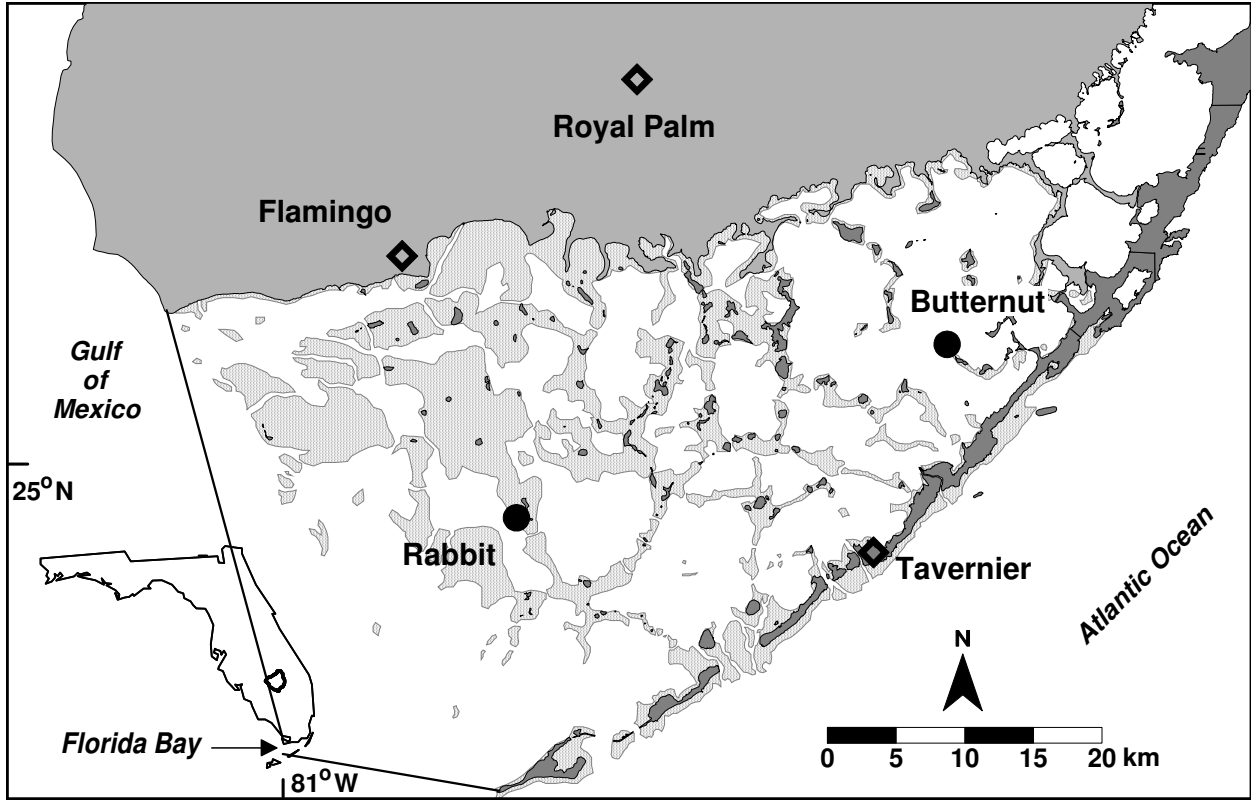 Royal Palm
Flamingo
Butternut
Gulf
of
Mexico
25°N
Rabbit
Tavernier
Atlantic Ocean
N
Florida Bay
0 5 10 15 20 km
81°W